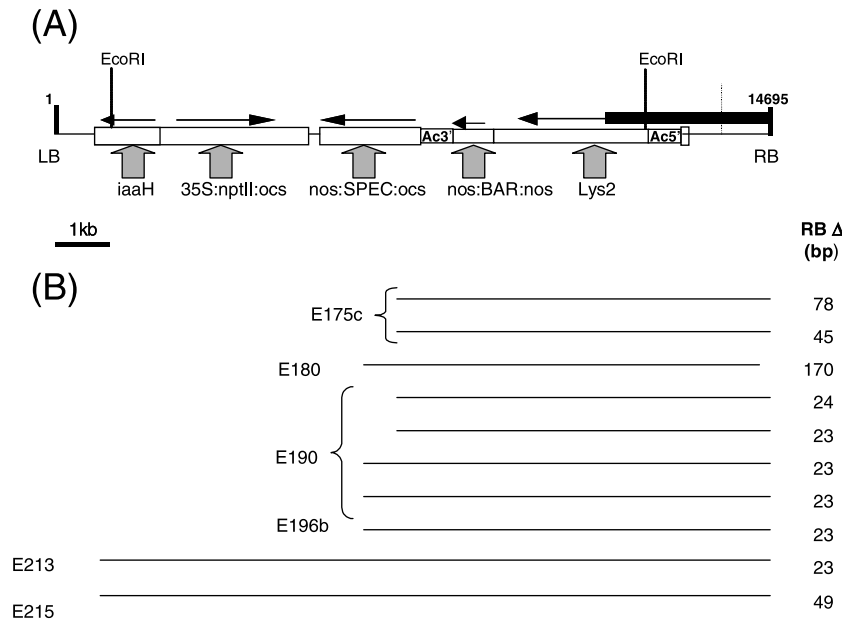 (A)
EcoRI EcoRI
1 14695
Ac3' Ac5'
LB RB
iaaH 35S:nptII:ocs nos:SPEC:ocs nos:BAR:nos Lys2
1kb
RB Δ
(bp)
(B)
E175c 78
45
E180 170
24
E190 23
23
23
E196b 23
E213 23
E215 49